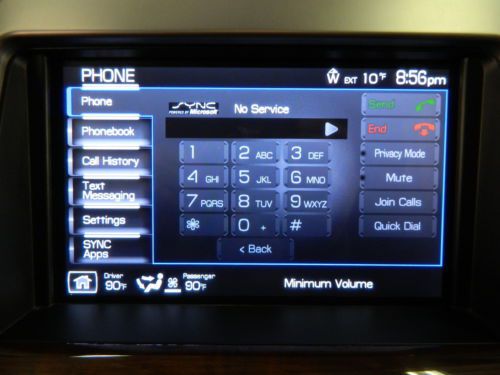 PHONE W EXT 10°F 8:56pm
Phone
Phonebook
Call History
Text Messaging
Settings
SYNC Apps
SYNC No Service
POWERED BY Microsoft
1 2 ABC 3 DEF
4 GHI 5 JKL 6 MNO
7 PQRS 8 TUV 9 WXYZ
0 + #
< Back
Send
End
Privacy Mode
Mute
Join Calls
Quick Dial
Driver 90°F Passenger 90°F
Minimum Volume